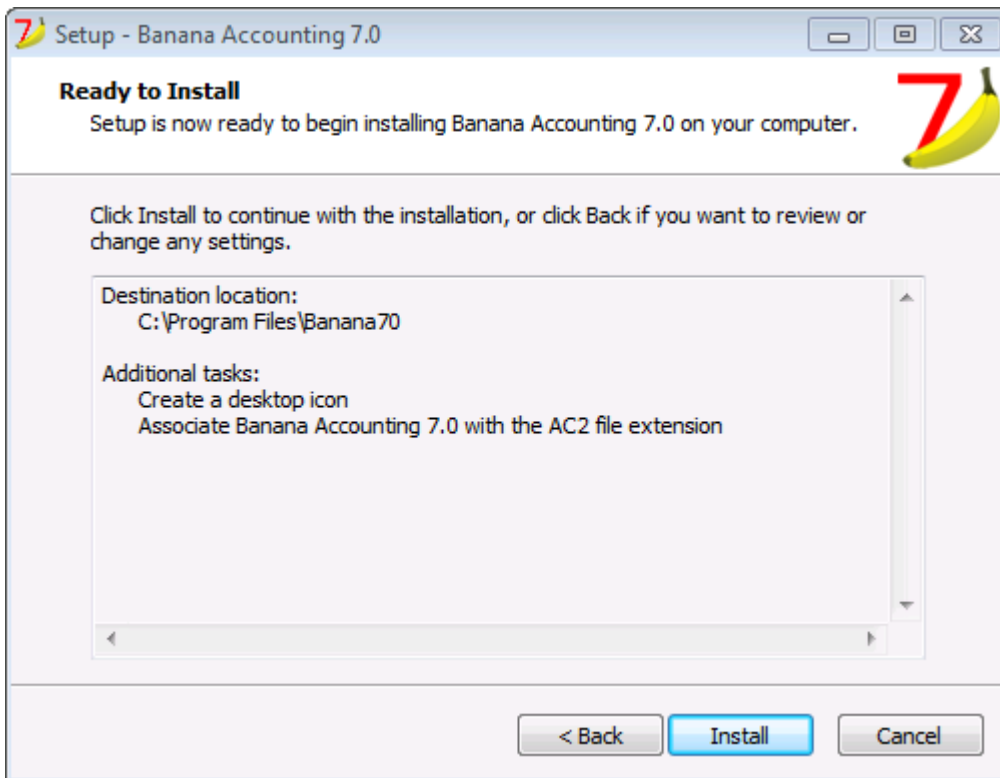 7 Setup - Banana Accounting 7.0
Ready to Install
Setup is now ready to begin installing Banana Accounting 7.0 on your computer.
7
Click Install to continue with the installation, or click Back if you want to review or
change any settings.
Destination location:
C:\Program Files\Banana70
Additional tasks:
Create a desktop icon
Associate Banana Accounting 7.0 with the AC2 file extension
< Back Install Cancel